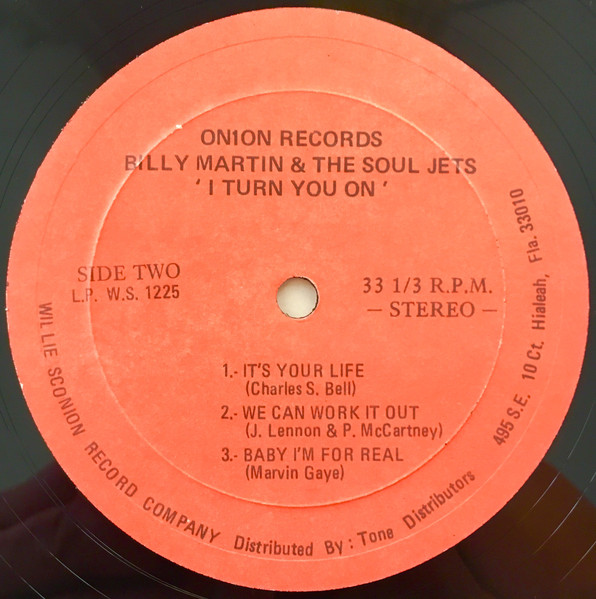 ON1ON RECORDS
BILLY MARTIN & THE SOUL JETS
' I TURN YOU ON '
SIDE TWO
L.P. W.S. 1225
33 1/3 R.P.M.
— STEREO —
1.- IT'S YOUR LIFE
(Charles S. Bell)
2.- WE CAN WORK IT OUT
(J. Lennon & P. McCartney)
3.- BABY I'M FOR REAL
(Marvin Gaye)
WILLIE SCONION RECORD COMPANY Distributed By: Tone Distributors 495 S.E. 10 Ct. Hialeah, Fla. 33010